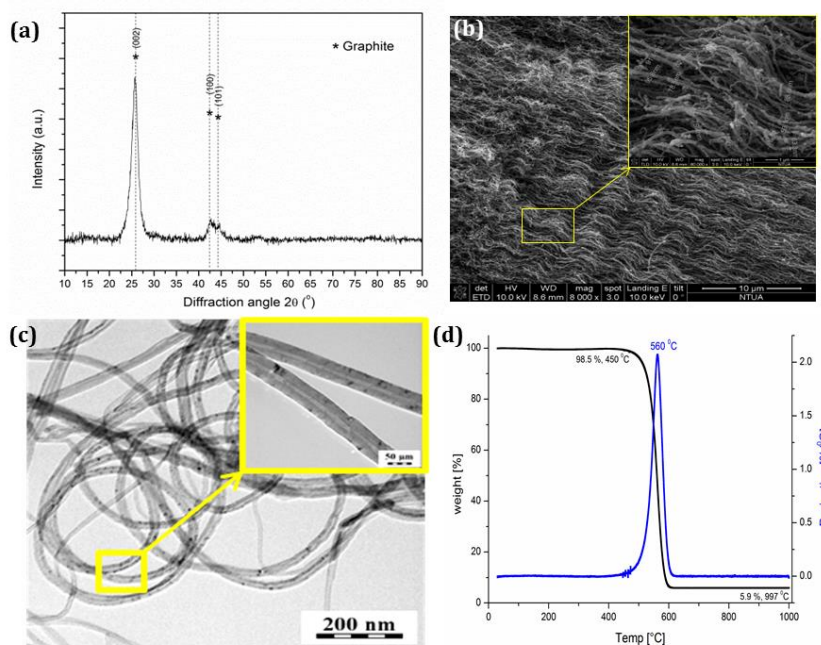 (a)
(002)
* Graphite
(100)
(101)
Intensity (a.u.)
10 15 20 25 30 35 40 45 50 55 60 65 70 75 80 85 90
Diffraction angle 2θ (°)
(b)
1 µm
NTUA
det HV WD mag spot Landing E tilt
ETD 10.0 kV 8.6 mm 8 000 x 3.0 10.0 keV 0°
10 µm
NTUA
(c)
50 µm
200 nm
(d)
560 °C
98.5 %, 450 °C
100
80
60
40
20
0
weight [%]
2.0
1.5
1.0
0.5
0.0
5.9 %, 997 °C
0 200 400 600 800 1000
Temp [°C]